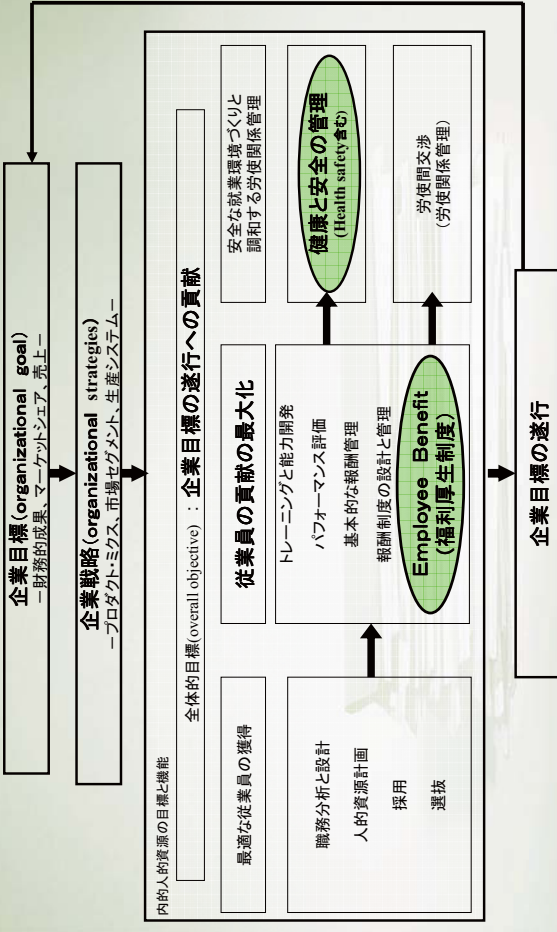 企業目標(organizational goal)
－財務的成果、マーケットシェア、売上－
企業戦略(organizational strategies)
－プロダクト・ミクス、市場セグメント、生産システム－
内的人的資源の目標と機能
全体的目標(overall objective) : 企業目標の遂行への貢献
最適な従業員の獲得
職務分析と設計
人的資源計画
採用
選抜
従業員の貢献の最大化
トレーニングと能力開発
パフォーマンス評価
基本的な報酬管理
報酬制度の設計と管理
Employee Benefit
(福利厚生制度)
安全な就業環境づくりと
調和する労使関係管理
健康と安全の管理
(Health safety含む)
労使間交渉
(労使関係管理)
企業目標の遂行